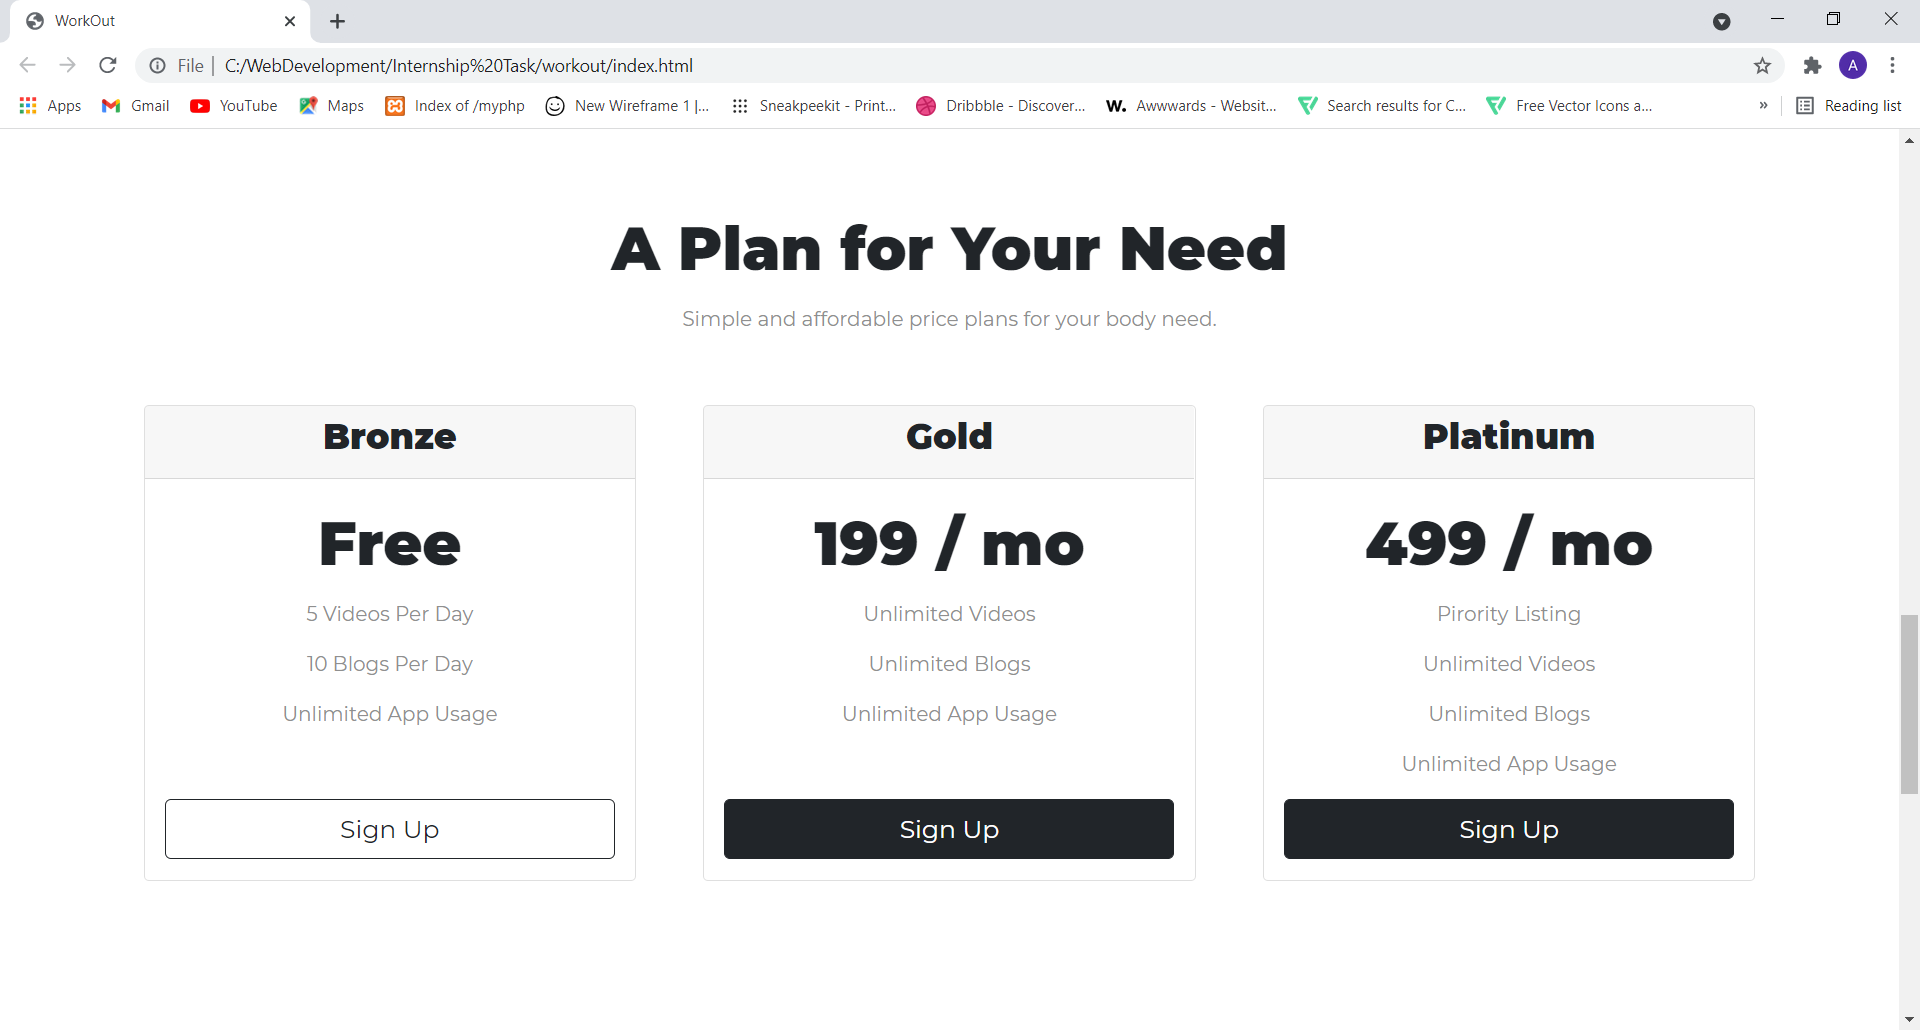 WorkOut
File | C:/WebDevelopment/Internship%20Task/workout/index.html
A
Apps Gmail YouTube Maps Index of /myphp New Wireframe 1 |... Sneakpeekit - Print... Dribbble - Discover... W. Awwwards - Websit... Search results for C... Free Vector Icons a... » Reading list
A Plan for Your Need
Simple and affordable price plans for your body need.
Bronze
Free
5 Videos Per Day
10 Blogs Per Day
Unlimited App Usage
Sign Up
Gold
199 / mo
Unlimited Videos
Unlimited Blogs
Unlimited App Usage
Sign Up
Platinum
499 / mo
Pirority Listing
Unlimited Videos
Unlimited Blogs
Unlimited App Usage
Sign Up